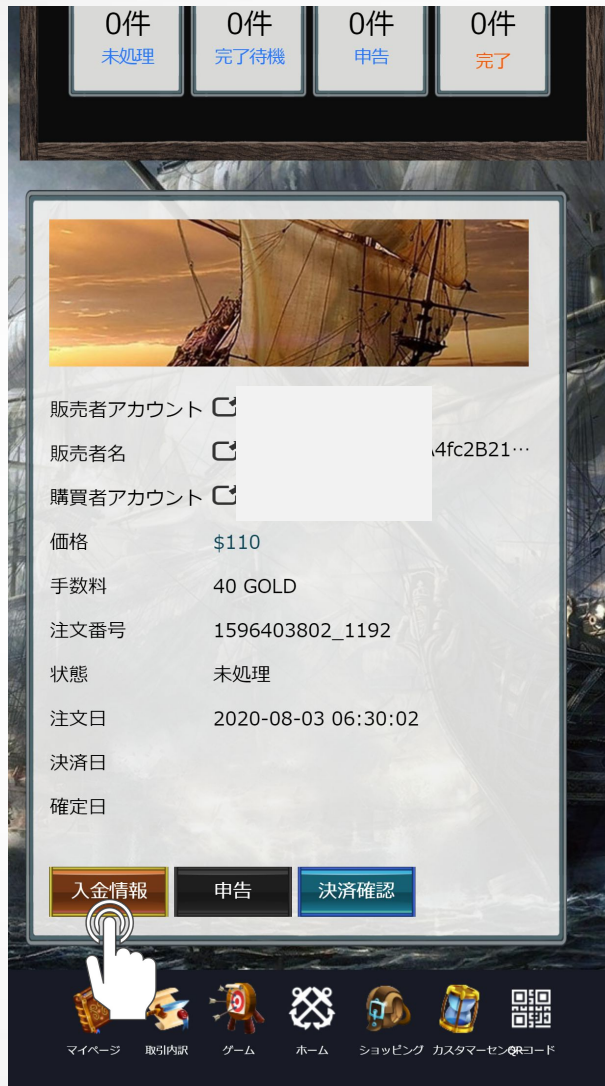 0件 0件 0件 0件
未処理 完了待機 申告 完了
販売者アカウント
販売者名 4fc2B21…
購買者アカウント
価格 $110
手数料 40 GOLD
注文番号 1596403802_1192
状態 未処理
注文日 2020-08-03 06:30:02
決済日
確定日
入金情報 申告 決済確認
マイページ 取引内訳 ゲーム ホーム ショッピング カスタマーセンター QRコード